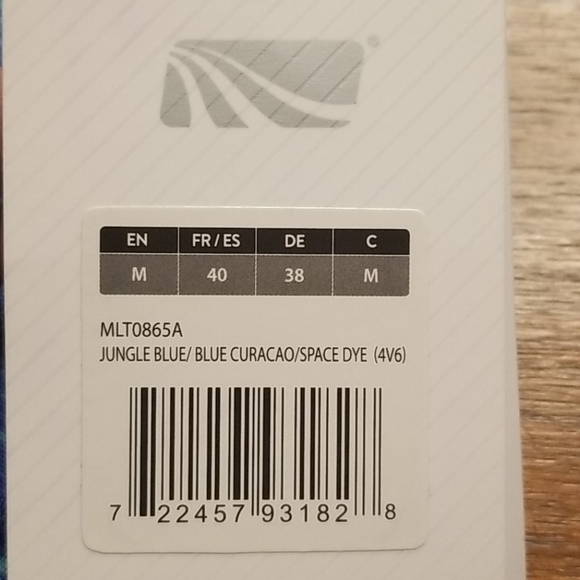 ®
EN FR/ES DE C
M 40 38 M
MLT0865A
JUNGLE BLUE/ BLUE CURACAO/SPACE DYE (4V6)
7 22457 93182 8